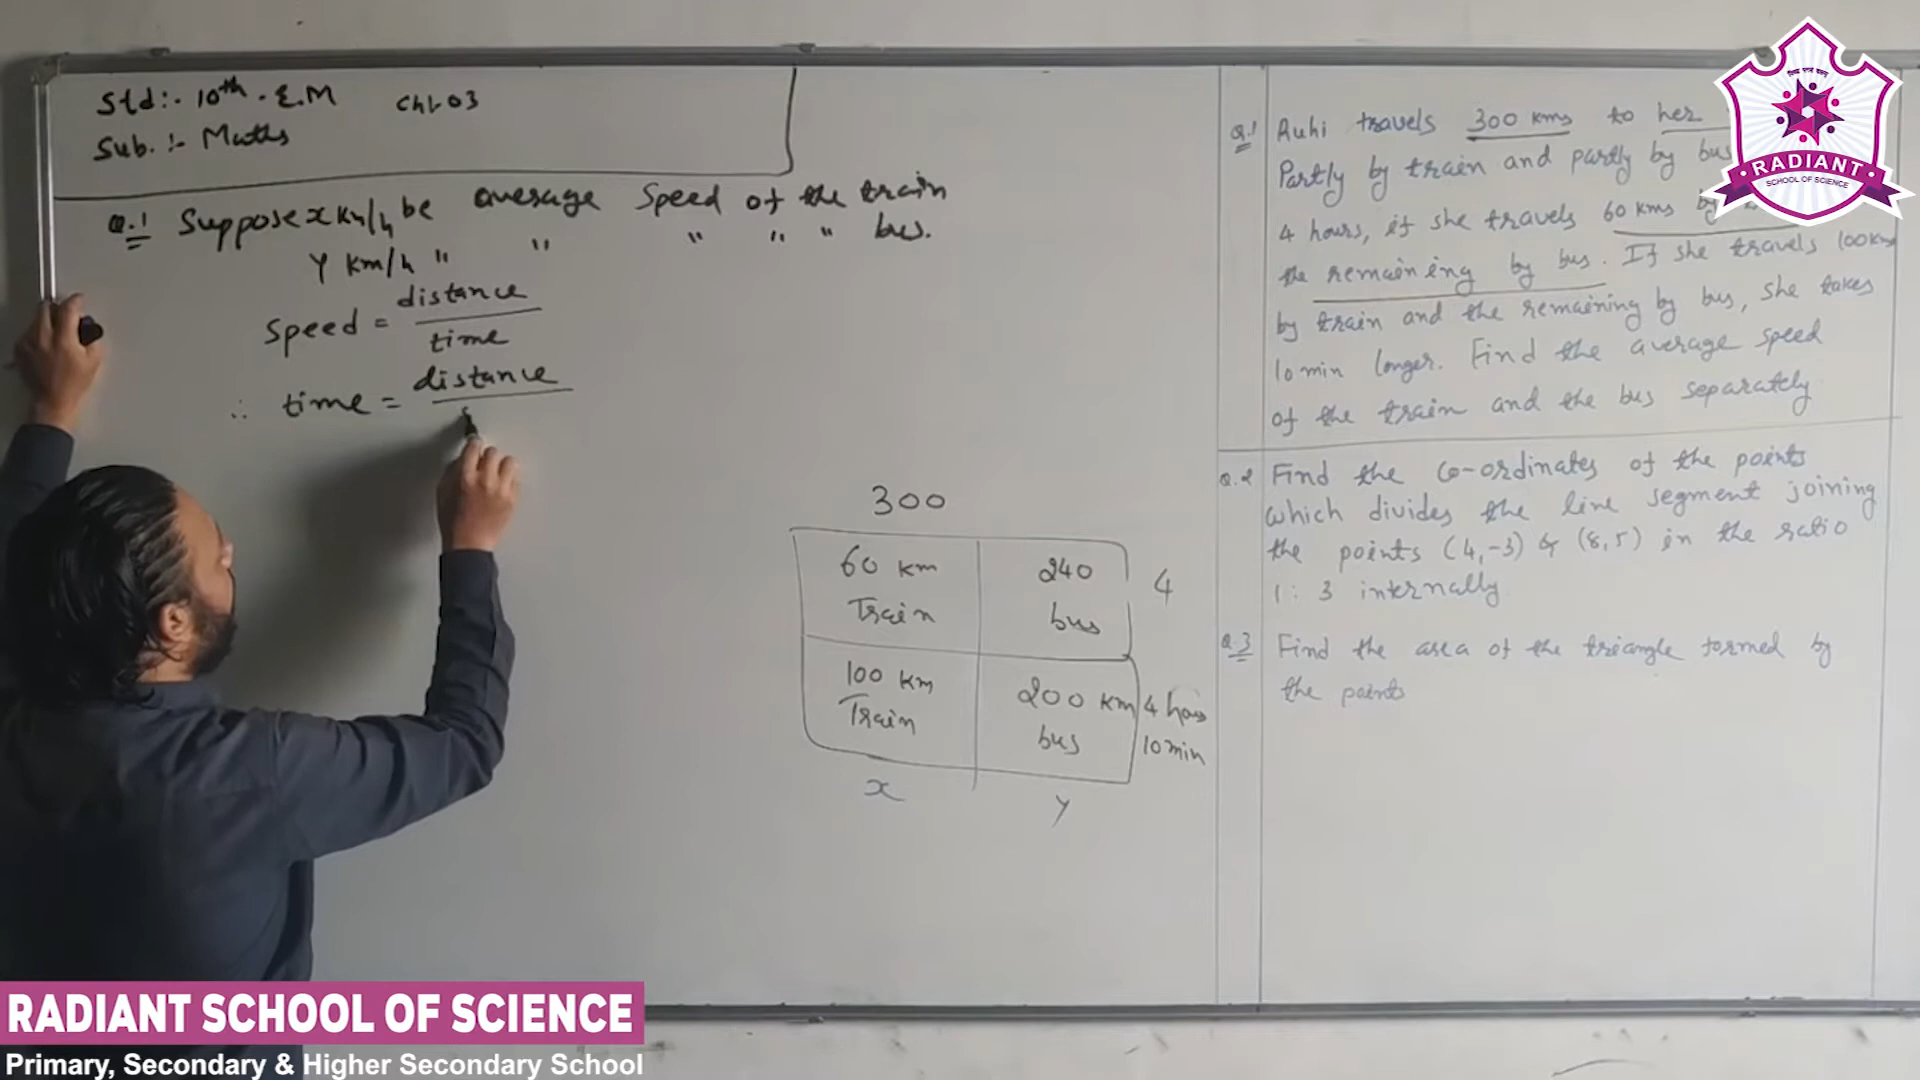 Std:- 10th. E.M Ch-03
Sub. :- Maths
Q.1 Suppose x Km/h be average Speed of the train
Y Km/h " " " " " bus.
Speed = distance / time
∴ time = distance / s
300
60 km Train 240 bus 4
100 km Train 200 km bus 4 hours 10 min
x y
Q.1 Ruhi travels 300 kms to her
Partly by train and partly by bus
4 hours, if she travels 60 kms by
the remaining by bus. If she travels 100 km
by train and the remaining by bus, she takes
10 min longer. Find the average speed
of the train and the bus separately.
Q.2 Find the co-ordinates of the points
which divides the line segment joining
the points (4,-3) & (8,5) in the ratio
1:3 internally.
Q.3 Find the area of the triangle formed by
the points
RADIANT
SCHOOL OF SCIENCE
RADIANT SCHOOL OF SCIENCE
Primary, Secondary & Higher Secondary School